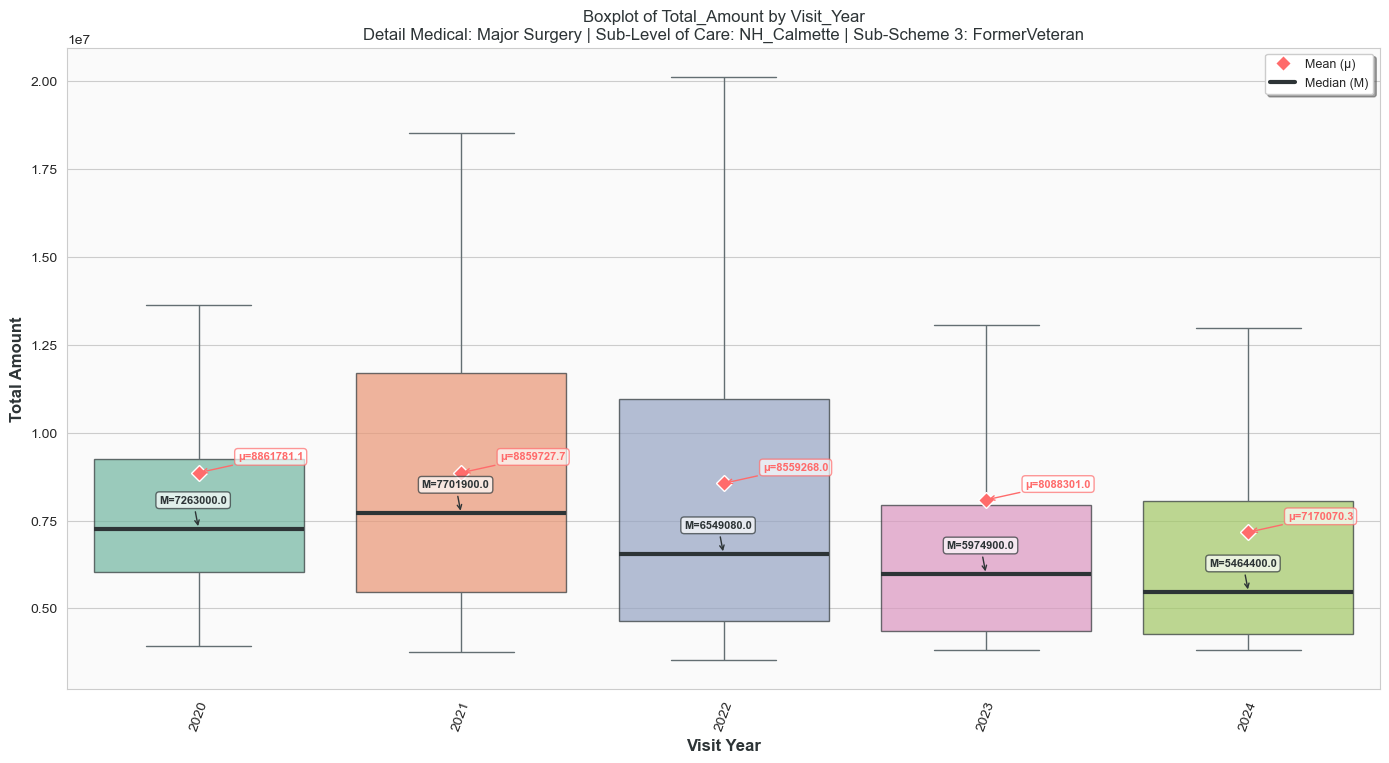 Boxplot of Total_Amount by Visit_Year
Detail Medical: Major Surgery | Sub-Level of Care: NH_Calmette | Sub-Scheme 3: FormerVeteran
1e7
Mean (μ)
Median (M)
2.00
1.75
1.50
1.25
1.00
0.75
0.50
Total Amount
μ=8861781.1
M=7263000.0
μ=8859727.7
M=7701900.0
μ=8559268.0
M=6549080.0
μ=8088301.0
M=5974900.0
μ=7170070.3
M=5464400.0
2020
2021
2022
2023
2024
Visit Year